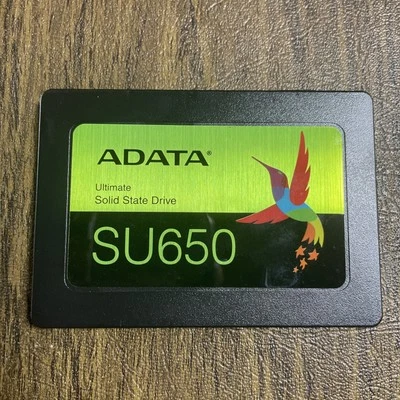 ADATA®
Ultimate
Solid State Drive
SU650